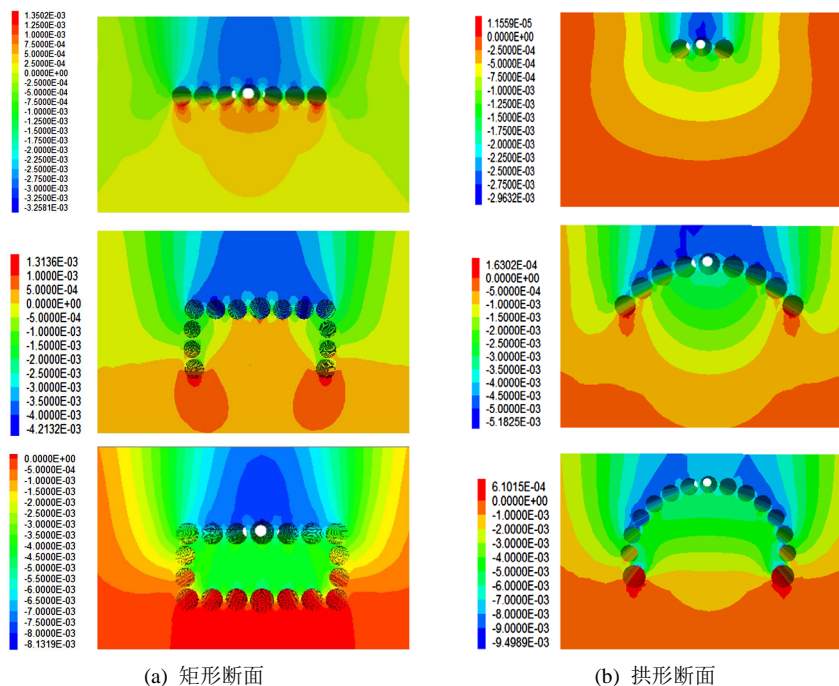 1.3502E-03
1.2500E-03
1.0000E-03
7.5000E-04
5.0000E-04
2.5000E-04
0.0000E+00
-2.5000E-04
-5.0000E-04
-7.5000E-04
-1.0000E-03
-1.2500E-03
-1.5000E-03
-1.7500E-03
-2.0000E-03
-2.2500E-03
-2.5000E-03
-2.7500E-03
-3.0000E-03
-3.2500E-03
-3.2581E-03
1.3136E-03
1.0000E-03
5.0000E-04
0.0000E+00
-5.0000E-04
-1.0000E-03
-1.5000E-03
-2.0000E-03
-2.5000E-03
-3.0000E-03
-3.5000E-03
-4.0000E-03
-4.2132E-03
0.0000E+00
-5.0000E-04
-1.0000E-03
-1.5000E-03
-2.0000E-03
-2.5000E-03
-3.0000E-03
-3.5000E-03
-4.0000E-03
-4.5000E-03
-5.0000E-03
-5.5000E-03
-6.0000E-03
-6.5000E-03
-7.0000E-03
-7.5000E-03
-8.0000E-03
-8.1319E-03
(a) 矩形断面
1.1559E-05
0.0000E+00
-2.5000E-04
-5.0000E-04
-7.5000E-04
-1.0000E-03
-1.2500E-03
-1.5000E-03
-1.7500E-03
-2.0000E-03
-2.2500E-03
-2.5000E-03
-2.7500E-03
-2.9632E-03
1.6302E-04
0.0000E+00
-5.0000E-04
-1.0000E-03
-1.5000E-03
-2.0000E-03
-2.5000E-03
-3.0000E-03
-3.5000E-03
-4.0000E-03
-4.5000E-03
-5.0000E-03
-5.1825E-03
6.1015E-04
0.0000E+00
-1.0000E-03
-2.0000E-03
-3.0000E-03
-4.0000E-03
-5.0000E-03
-6.0000E-03
-7.0000E-03
-8.0000E-03
-9.0000E-03
-9.4989E-03
(b) 拱形断面